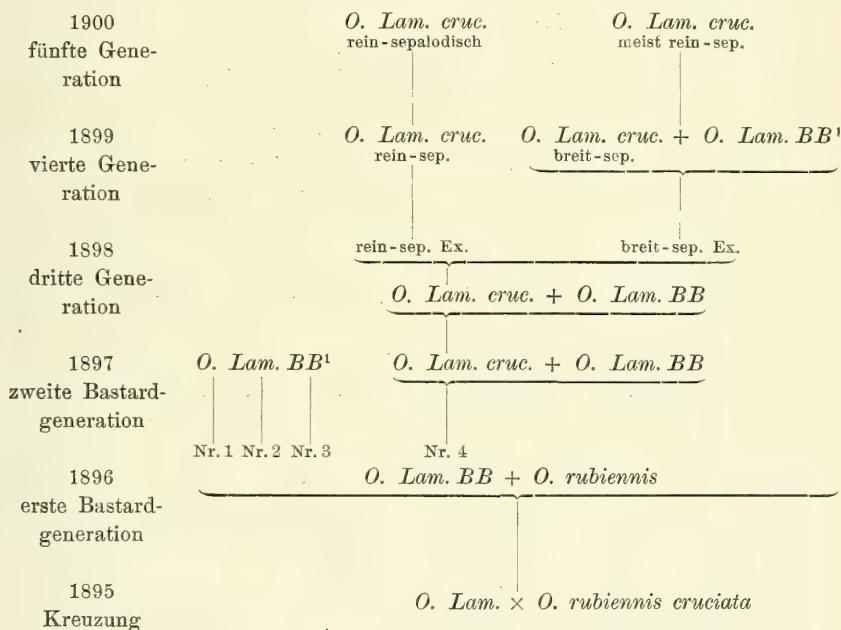 1900 O. Lam. cruc. O. Lam. cruc.
fünfte Gene- rein-sepalodisch meist rein-sep.
ration
1899 O. Lam. cruc. O. Lam. cruc. + O. Lam. BB¹
vierte Gene- rein-sep. breit-sep.
ration
1898 rein-sep. Ex. breit-sep. Ex.
dritte Gene- O. Lam. cruc. + O. Lam. BB
ration
1897 O. Lam. BB¹ O. Lam. cruc. + O. Lam. BB
zweite Bastard-
generation
Nr. 1 Nr. 2 Nr. 3 Nr. 4
1896 O. Lam. BB + O. rubiennis
erste Bastard-
generation
1895 O. Lam. × O. rubiennis cruciata
Kreuzung